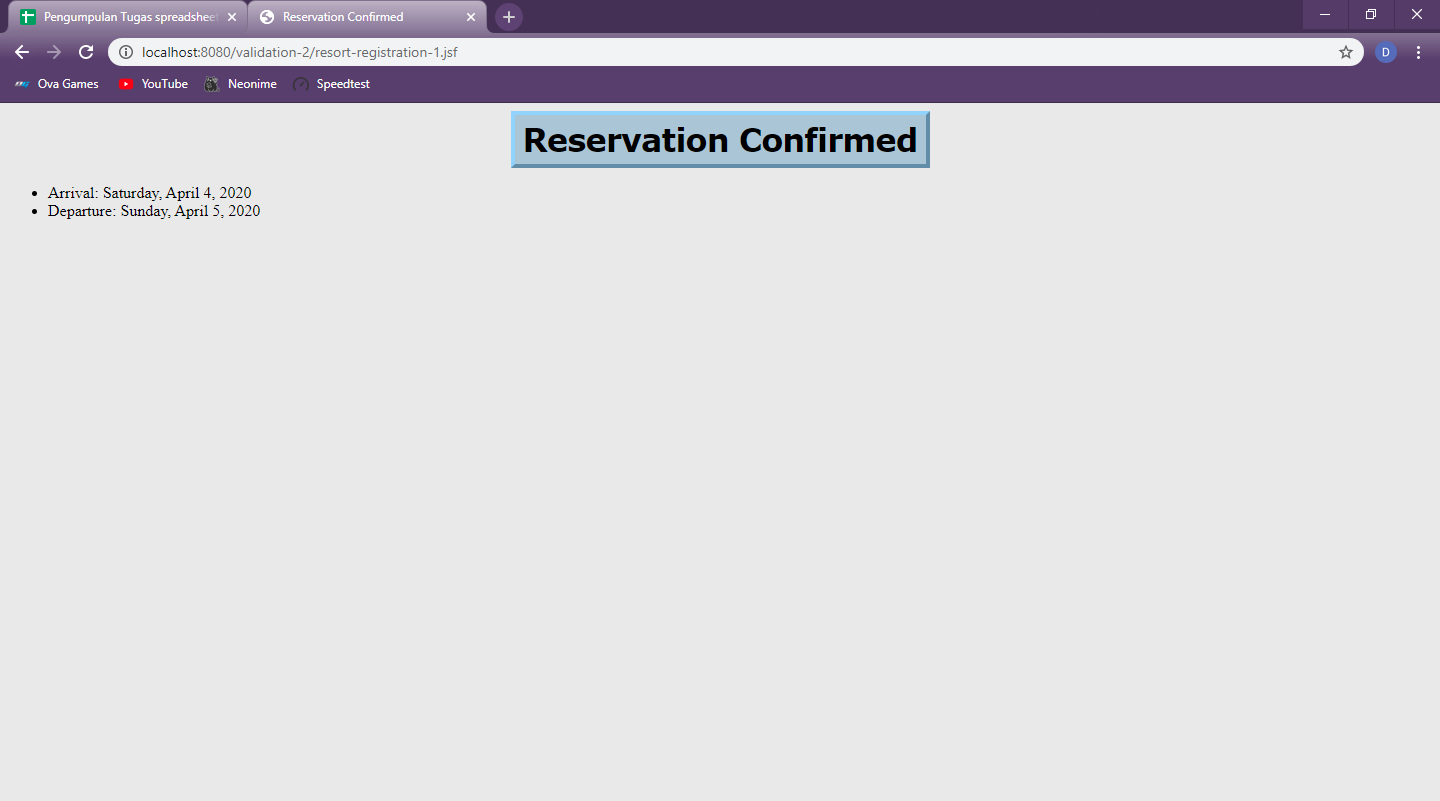 Pengumpulan Tugas spreadsheet
Reservation Confirmed
localhost:8080/validation-2/resort-registration-1.jsf
D
Ova Games
YouTube
Neonime
Speedtest
Reservation Confirmed
• Arrival: Saturday, April 4, 2020
• Departure: Sunday, April 5, 2020